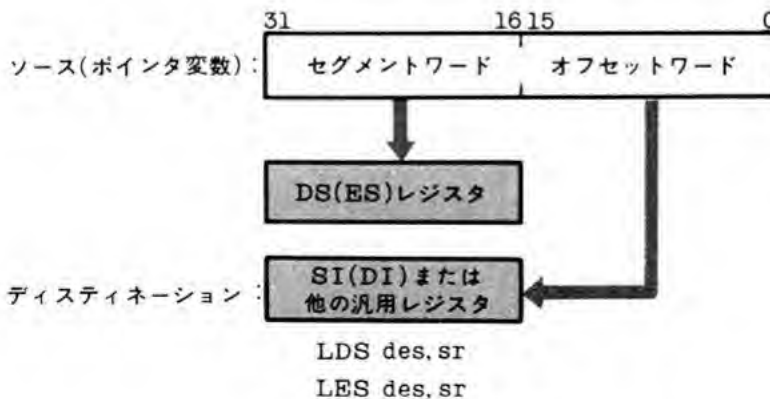 31 16 15 0
ソース(ポインタ変数): セグメントワード オフセットワード
DS(ES)レジスタ
ディスティネーション: SI(DI)または
他の汎用レジスタ
LDS des,sr
LES des,sr